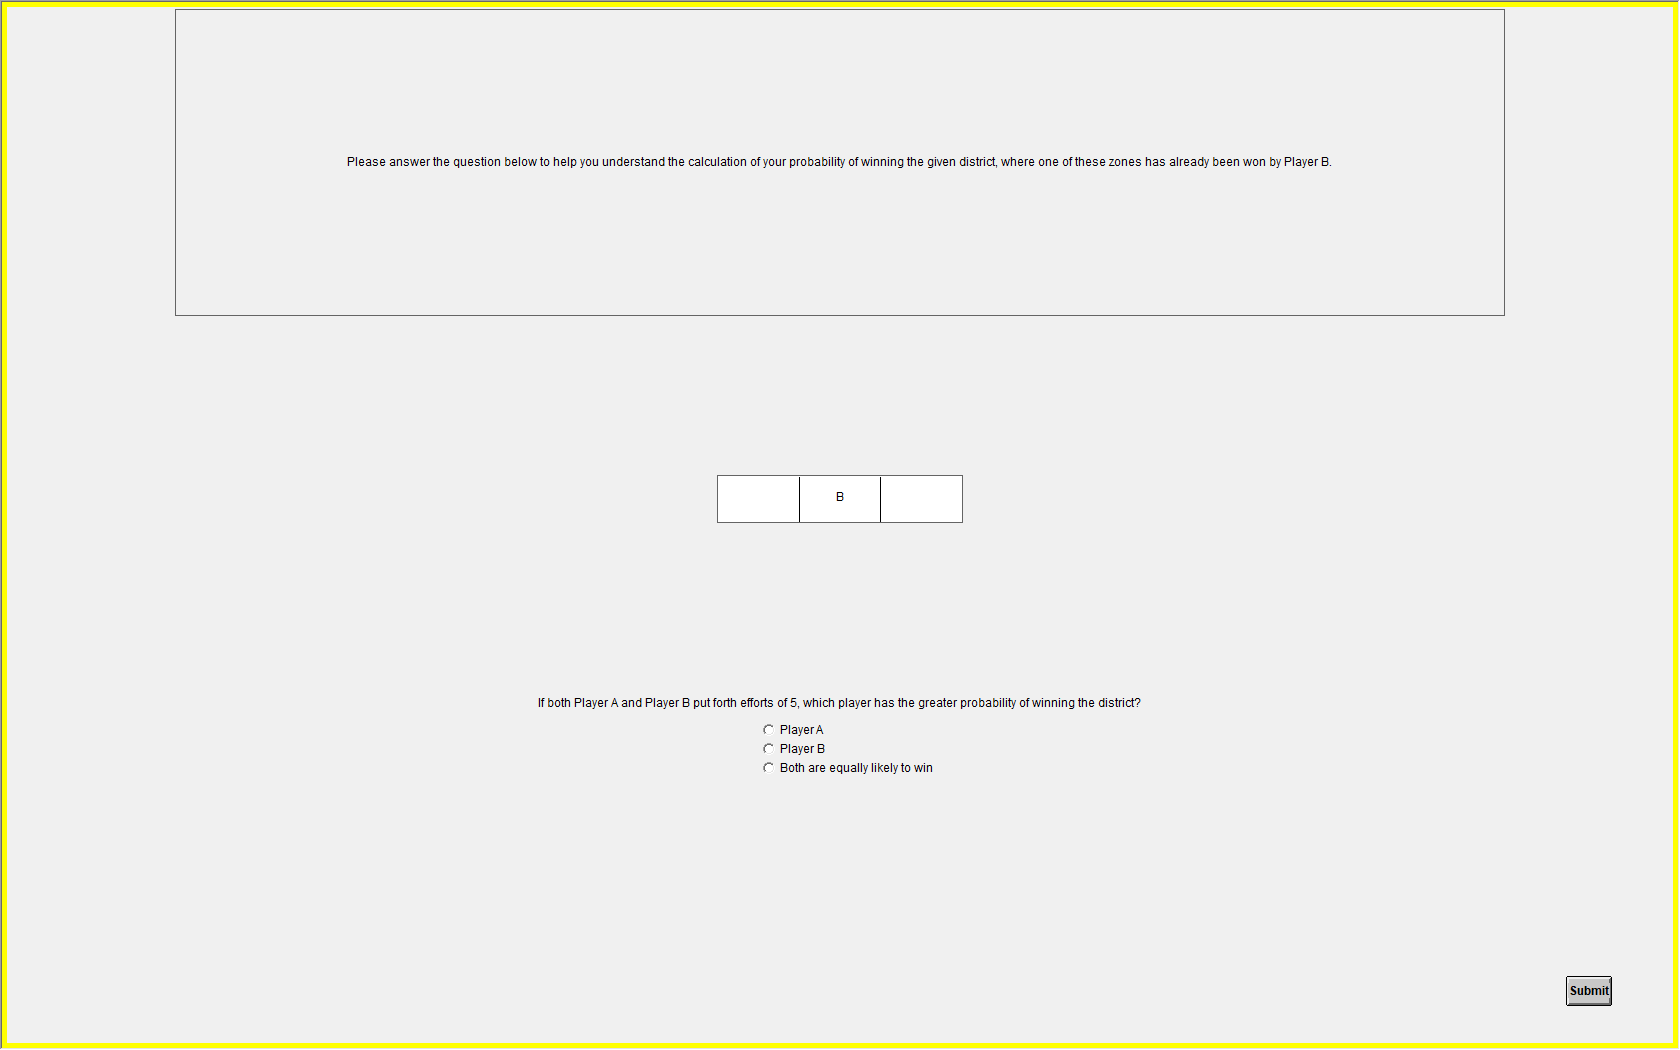 Please answer the question below to help you understand the calculation of your probability of winning the given district, where one of these zones has already been won by Player B.
B
If both Player A and Player B put forth efforts of 5, which player has the greater probability of winning the district?
Player A
Player B
Both are equally likely to win
Submit